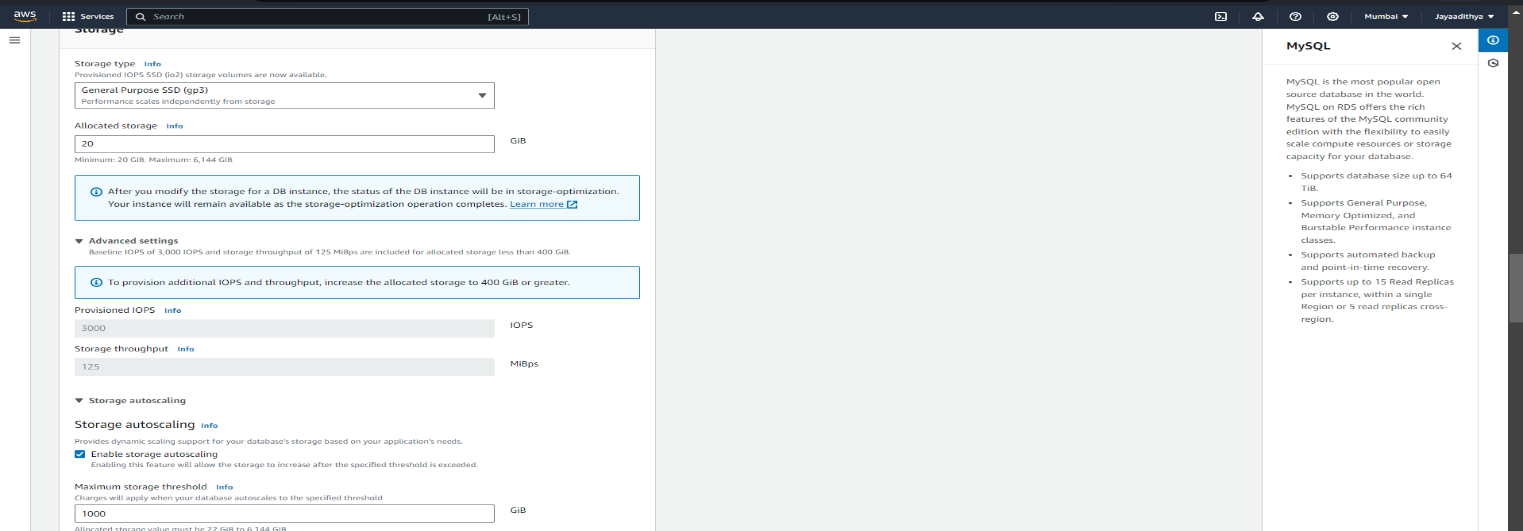 aws
Services
Search
[Alt+S]
Mumbai
Jayaadithya
Storage
Storage type Info
Provisioned IOPS SSD (io2) storage volumes are now available.
General Purpose SSD (gp3)
Performance scales independently from storage
Allocated storage Info
20
GiB
Minimum: 20 GiB. Maximum: 6,144 GiB
After you modify the storage for a DB instance, the status of the DB instance will be in storage-optimization.
Your instance will remain available as the storage-optimization operation completes. Learn more
Advanced settings
Baseline IOPS of 3,000 IOPS and storage throughput of 125 MiBps are included for allocated storage less than 400 GiB.
To provision additional IOPS and throughput, increase the allocated storage to 400 GiB or greater.
Provisioned IOPS Info
3000
IOPS
Storage throughput Info
125
MiBps
Storage autoscaling
Storage autoscaling Info
Provides dynamic scaling support for your database's storage based on your application's needs.
Enable storage autoscaling
Enabling this feature will allow the storage to increase after the specified threshold is exceeded.
Maximum storage threshold Info
Charges will apply when your database autoscales to the specified threshold
1000
GiB
Allocated storage value must be 22 GiB to 6,144 GiB
MySQL
MySQL is the most popular open
source database in the world.
MySQL on RDS offers the rich
features of the MySQL community
edition with the flexibility to easily
scale compute resources or storage
capacity for your database.
• Supports database size up to 64
TiB.
• Supports General Purpose,
Memory Optimized, and
Burstable Performance instance
classes.
• Supports automated backup
and point-in-time recovery.
• Supports up to 15 Read Replicas
per instance, within a single
Region or 5 read replicas cross-
region.